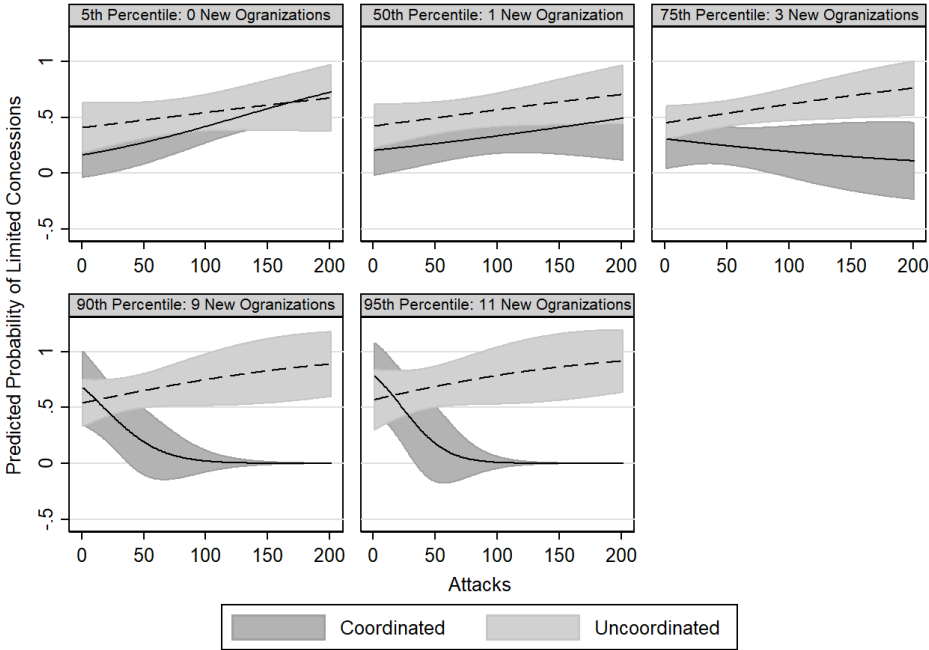 5th Percentile: 0 New Ogranizations
50th Percentile: 1 New Ogranization
75th Percentile: 3 New Ogranizations
Predicted Probability of Limited Concessions
1
.5
0
-.5
0 50 100 150 200
0 50 100 150 200
0 50 100 150 200
90th Percentile: 9 New Ogranizations
95th Percentile: 11 New Ogranizations
1
.5
0
-.5
0 50 100 150 200
0 50 100 150 200
Attacks
Coordinated
Uncoordinated